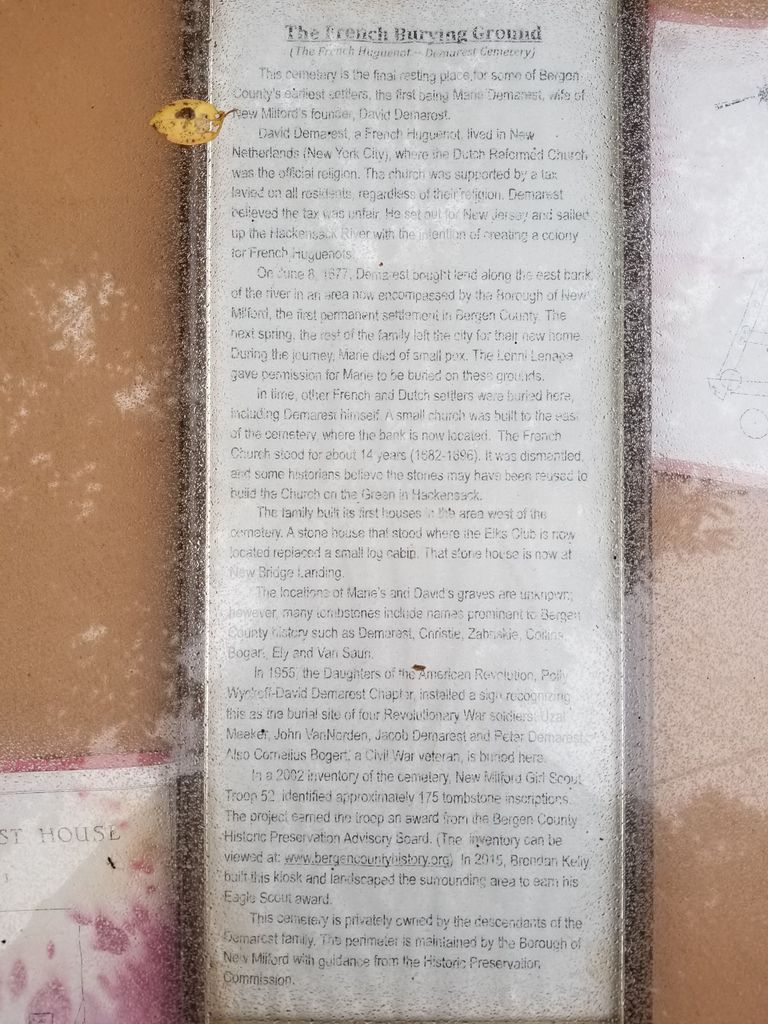 The French Burying Ground
(The French Huguenot – Demarest Cemetery)
This cemetery is the final resting place for some of Bergen
County's earliest settlers, the first being Marie Demarest, wife of
New Milford's founder, David Demarest.
David Demarest, a French Huguenot, lived in New
Netherlands (New York City), where the Dutch Reformed Church
was the official religion. The church was supported by a tax
levied on all residents, regardless of their religion. Demarest
believed the tax was unfair. He set out for New Jersey and sailed
up the Hackensack River with the intention of creating a colony
for French Huguenots.
On June 8, 1677, Demarest bought land along the east bank
of the river in an area now encompassed by the Borough of New
Milford, the first permanent settlement in Bergen County. The
next spring, the rest of the family left the city for their new home.
During the journey, Marie died of small pox. The Lenni Lenape
gave permission for Marie to be buried on these grounds.
In time, other French and Dutch settlers were buried here,
including Demarest himself. A small church was built to the east
of the cemetery, where the bank is now located. The French
Church stood for about 14 years (1682-1696). It was dismantled,
and some historians believe the stones may have been reused to
build the Church on the Green in Hackensack.
The family built its first houses in the area west of the
cemetery. A stone house that stood where the Elks Club is now
located replaced a small log cabin. That stone house is now at
New Bridge Landing.
The locations of Marie's and David's graves are unknown;
however, many tombstones include names prominent to Bergen
County history such as Demarest, Christie, Zabriskie, Collins,
Bogart, Ely and Van Saun.
In 1955, the Daughters of the American Revolution, Polly
Wyckoff-David Demarest Chapter, installed a sign recognizing
this as the burial site of four Revolutionary War soldiers: Uzal
Meeker, John VanNorden, Jacob Demarest and Peter Demarest.
Also Cornelius Bogert, a Civil War veteran, is buried here.
In a 2002 inventory of the cemetery, New Milford Girl Scout
Troop 52 identified approximately 175 tombstone inscriptions.
The project earned the troop an award from the Bergen County
Historic Preservation Advisory Board. (The inventory can be
viewed at: www.bergencountyhistory.org) In 2015, Brendan Kelly
built this kiosk and landscaped the surrounding area to earn his
Eagle Scout award.
This cemetery is privately owned by the descendants of the
Demarest family. The perimeter is maintained by the Borough of
New Milford with guidance from the Historic Preservation
Commission.
ST HOUSE